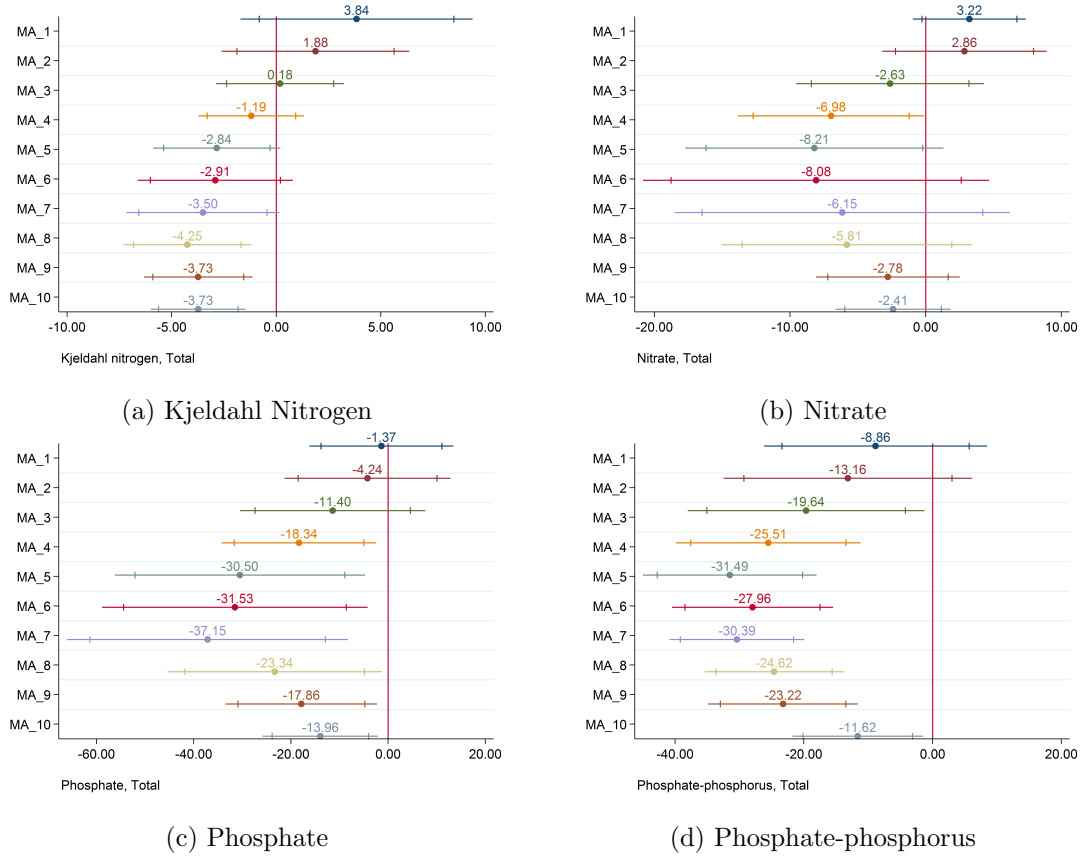 3.84
MA_1
1.88
MA_2
0.18
MA_3
-1.19
MA_4
-2.84
MA_5
-2.91
MA_6
-3.50
MA_7
-4.25
MA_8
-3.73
MA_9
-3.73
MA_10
-10.00 -5.00 0.00 5.00 10.00
Kjeldahl nitrogen, Total
(a) Kjeldahl Nitrogen
3.22
MA_1
2.86
MA_2
-2.63
MA_3
-6.98
MA_4
-8.21
MA_5
-8.08
MA_6
-6.15
MA_7
-5.81
MA_8
-2.78
MA_9
-2.41
MA_10
-20.00 -10.00 0.00 10.00
Nitrate, Total
(b) Nitrate
-1.37
MA_1
-4.24
MA_2
-11.40
MA_3
-18.34
MA_4
-30.50
MA_5
-31.53
MA_6
-37.15
MA_7
-23.34
MA_8
-17.86
MA_9
-13.96
MA_10
-60.00 -40.00 -20.00 0.00 20.00
Phosphate, Total
(c) Phosphate
-8.86
MA_1
-13.16
MA_2
-19.64
MA_3
-25.51
MA_4
-31.49
MA_5
-27.96
MA_6
-30.39
MA_7
-24.62
MA_8
-23.22
MA_9
-11.62
MA_10
-40.00 -20.00 0.00 20.00
Phosphate-phosphorus, Total
(d) Phosphate-phosphorus